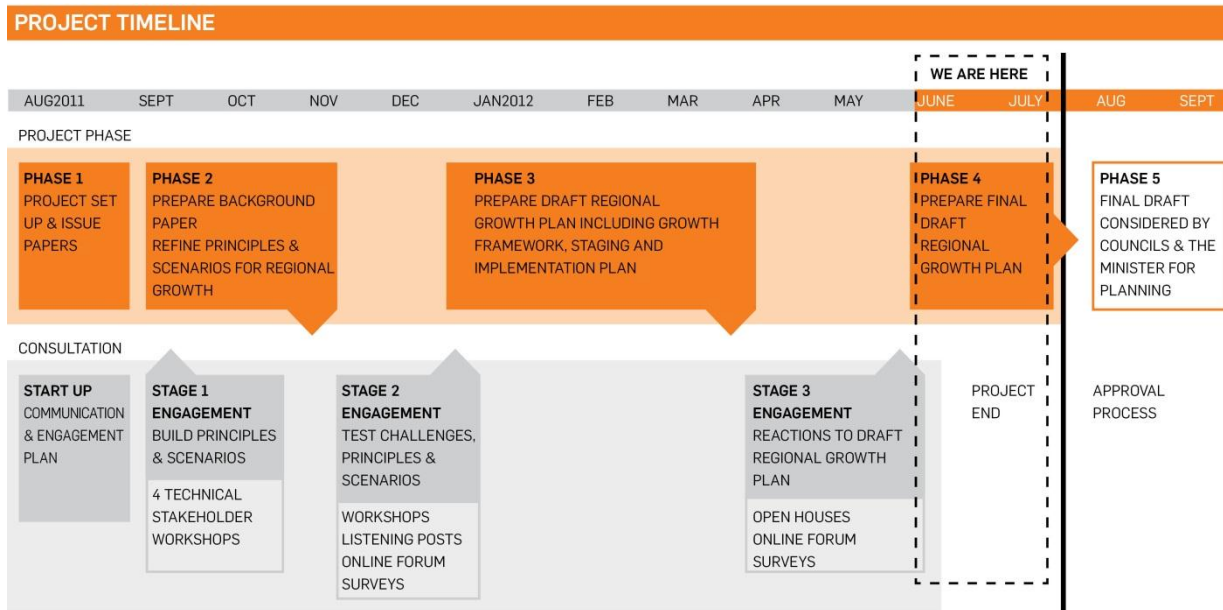 PROJECT TIMELINE
WE ARE HERE
AUG2011 SEPT OCT NOV DEC JAN2012 FEB MAR APR MAY JUNE JULY AUG SEPT
PROJECT PHASE
PHASE 1
PROJECT SET
UP & ISSUE
PAPERS
PHASE 2
PREPARE BACKGROUND
PAPER
REFINE PRINCIPLES &
SCENARIOS FOR REGIONAL
GROWTH
PHASE 3
PREPARE DRAFT REGIONAL
GROWTH PLAN INCLUDING GROWTH
FRAMEWORK, STAGING AND
IMPLEMENTATION PLAN
PHASE 4
PREPARE FINAL
DRAFT
REGIONAL
GROWTH PLAN
PHASE 5
FINAL DRAFT
CONSIDERED BY
COUNCILS & THE
MINISTER FOR
PLANNING
CONSULTATION
START UP
COMMUNICATION
& ENGAGEMENT
PLAN
STAGE 1
ENGAGEMENT
BUILD PRINCIPLES
& SCENARIOS
4 TECHNICAL
STAKEHOLDER
WORKSHOPS
STAGE 2
ENGAGEMENT
TEST CHALLENGES,
PRINCIPLES &
SCENARIOS
WORKSHOPS
LISTENING POSTS
ONLINE FORUM
SURVEYS
STAGE 3
ENGAGEMENT
REACTIONS TO DRAFT
REGIONAL GROWTH
PLAN
OPEN HOUSES
ONLINE FORUM
SURVEYS
PROJECT
END
APPROVAL
PROCESS